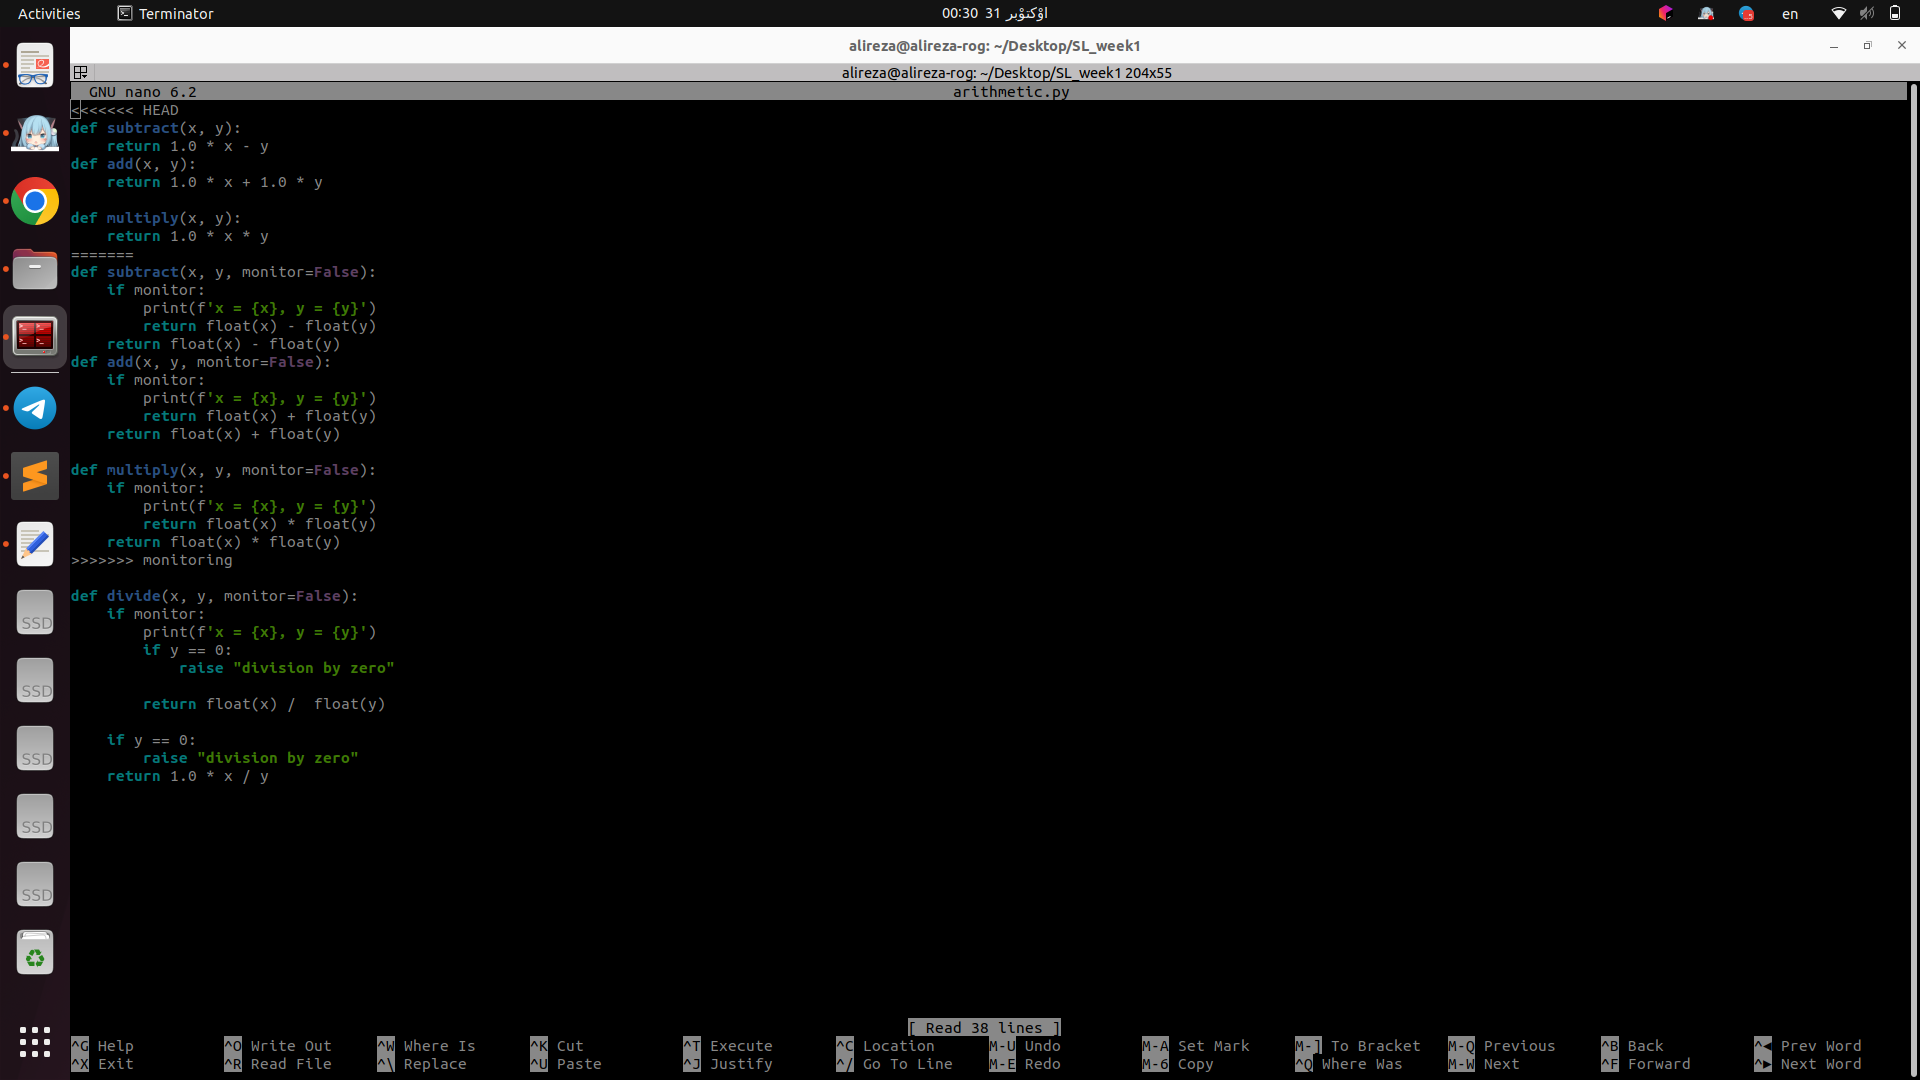 Activities
Terminator
00:30 31 اؤکتوْبر
en
alireza@alireza-rog: ~/Desktop/SL_week1
alireza@alireza-rog: ~/Desktop/SL_week1 204x55
GNU nano 6.2 arithmetic.py
<<<<<<< HEAD
def subtract(x, y):
    return 1.0 * x - y
def add(x, y):
    return 1.0 * x + 1.0 * y
def multiply(x, y):
    return 1.0 * x * y
=======
def subtract(x, y, monitor=False):
    if monitor:
        print(f'x = {x}, y = {y}')
        return float(x) - float(y)
    return float(x) - float(y)
def add(x, y, monitor=False):
    if monitor:
        print(f'x = {x}, y = {y}')
        return float(x) + float(y)
    return float(x) + float(y)
def multiply(x, y, monitor=False):
    if monitor:
        print(f'x = {x}, y = {y}')
        return float(x) * float(y)
    return float(x) * float(y)
>>>>>>> monitoring
def divide(x, y, monitor=False):
    if monitor:
        print(f'x = {x}, y = {y}')
        if y == 0:
            raise "division by zero"
        return float(x) /  float(y)
    if y == 0:
        raise "division by zero"
    return 1.0 * x / y
SSD
SSD
SSD
SSD
SSD
[ Read 38 lines ]
^G Help ^O Write Out ^W Where Is ^K Cut ^T Execute ^C Location M-U Undo M-A Set Mark M-] To Bracket M-Q Previous ^B Back ^◄ Prev Word
^X Exit ^R Read File ^\ Replace ^U Paste ^J Justify ^/ Go To Line M-E Redo M-6 Copy ^Q Where Was M-W Next ^F Forward ^► Next Word